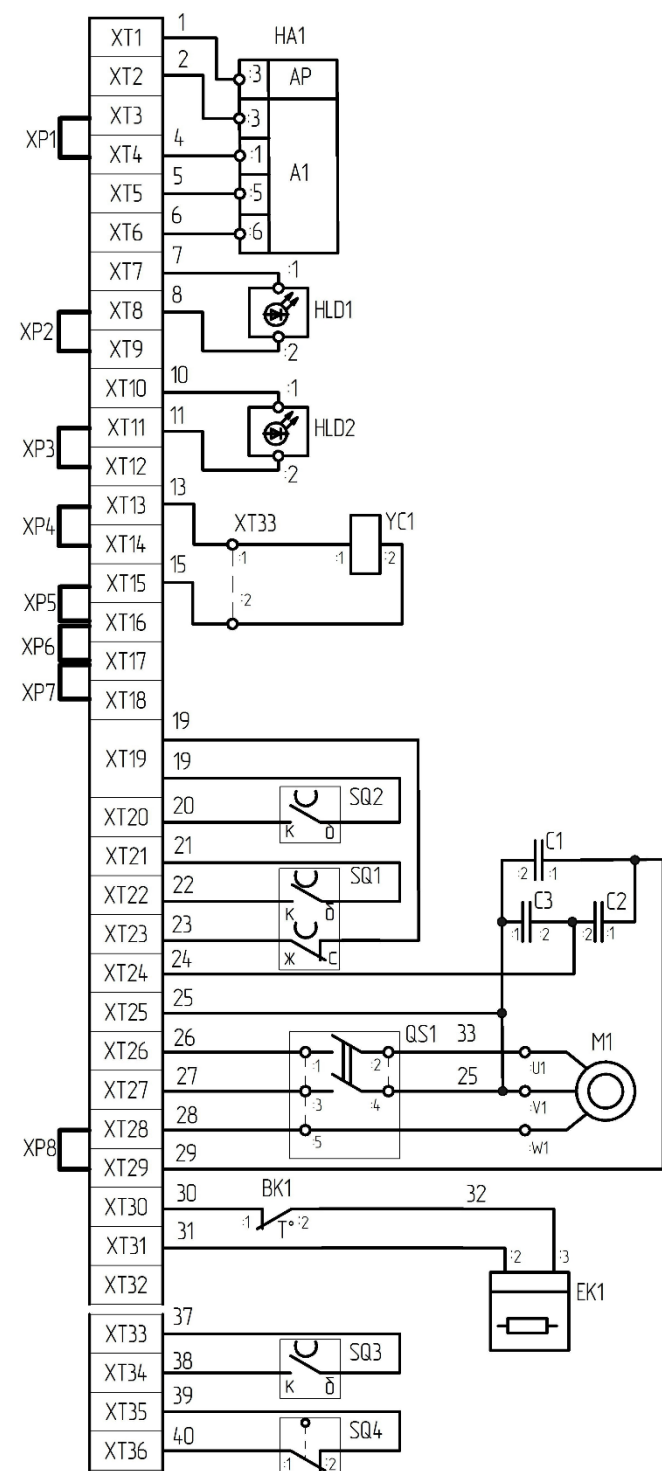 1
XT1
HA1
2
:3
AP
XT2
XT3
:3
XP1
4
XT4
:1
A1
5
XT5
:5
6
XT6
:6
7
XT7
:1
8
XT8
HLD1
XP2
XT9
:2
10
XT10
:1
11
XT11
HLD2
XP3
XT12
:2
13
XT13
XT33
YC1
XP4
:1
:1
:2
XT14
15
XT15
:2
XP5
XT16
XP6
XT17
XP7
XT18
19
XT19
19
20
SQ2
XT20
К
б
21
XT21
C1
22
SQ1
:2
:1
XT22
К
б
C3
C2
23
:1
:2
:2
:1
XT23
Ж
С
24
XT24
25
XT25
26
QS1
33
M1
XT26
:1
:2
:U1
27
25
XT27
:3
:4
:V1
28
XT28
:5
:W1
XP8
29
XT29
30
BK1
32
XT30
:1
T°
:2
31
XT31
:2
:3
XT32
EK1
37
XT33
SQ3
38
XT34
К
б
39
XT35
SQ4
40
XT36
:1
:2